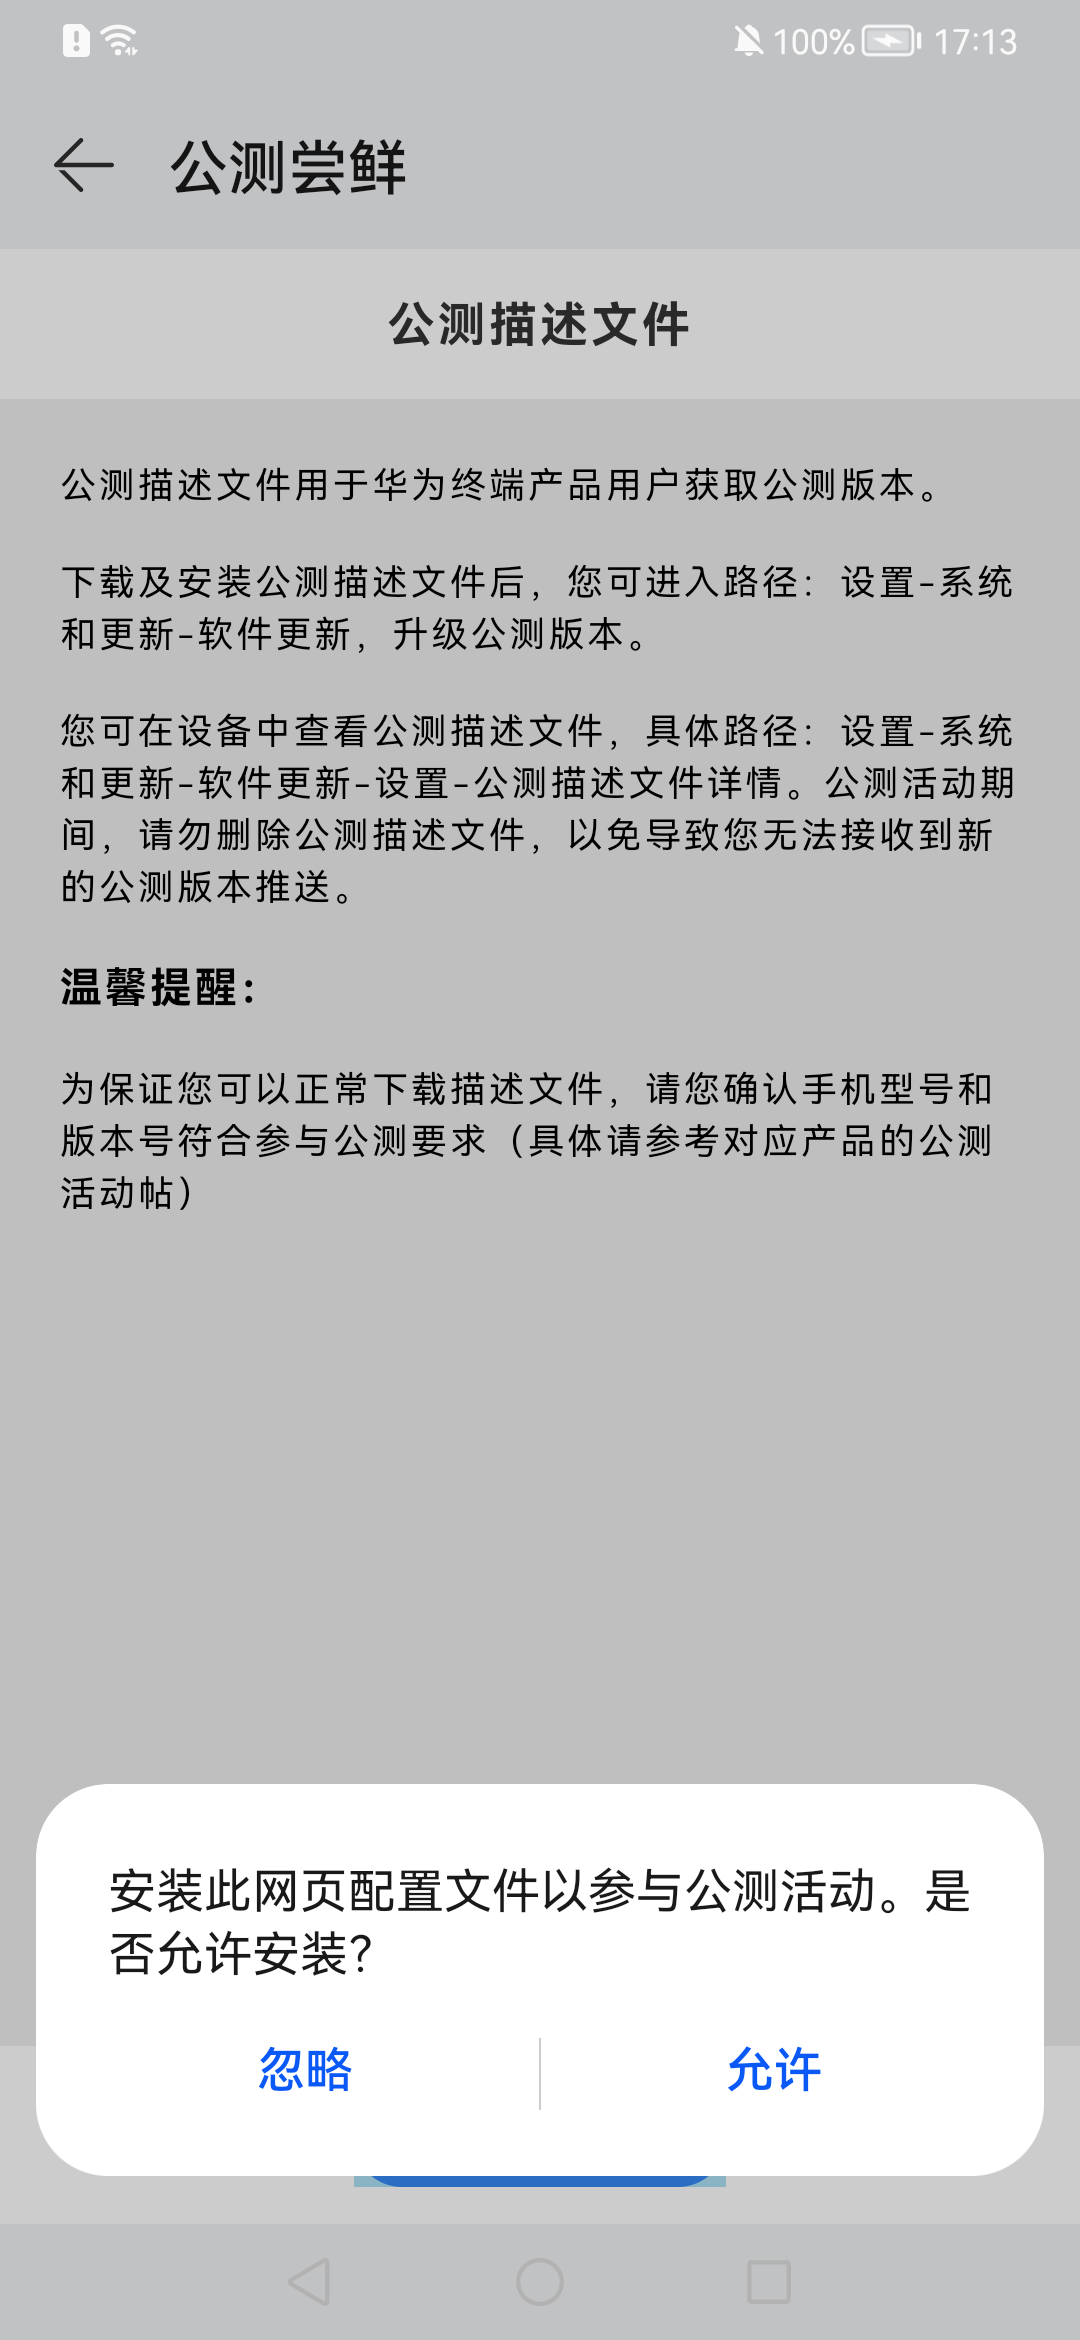 100% 17:13
公测尝鲜
公测描述文件
公测描述文件用于华为终端产品用户获取公测版本。
下载及安装公测描述文件后，您可进入路径：设置-系统
和更新-软件更新，升级公测版本。
您可在设备中查看公测描述文件，具体路径：设置-系统
和更新-软件更新-设置-公测描述文件详情。公测活动期
间，请勿删除公测描述文件，以免导致您无法接收到新
的公测版本推送。
温馨提醒：
为保证您可以正常下载描述文件，请您确认手机型号和
版本号符合参与公测要求（具体请参考对应产品的公测
活动帖）
安装此网页配置文件以参与公测活动。是
否允许安装？
忽略
允许